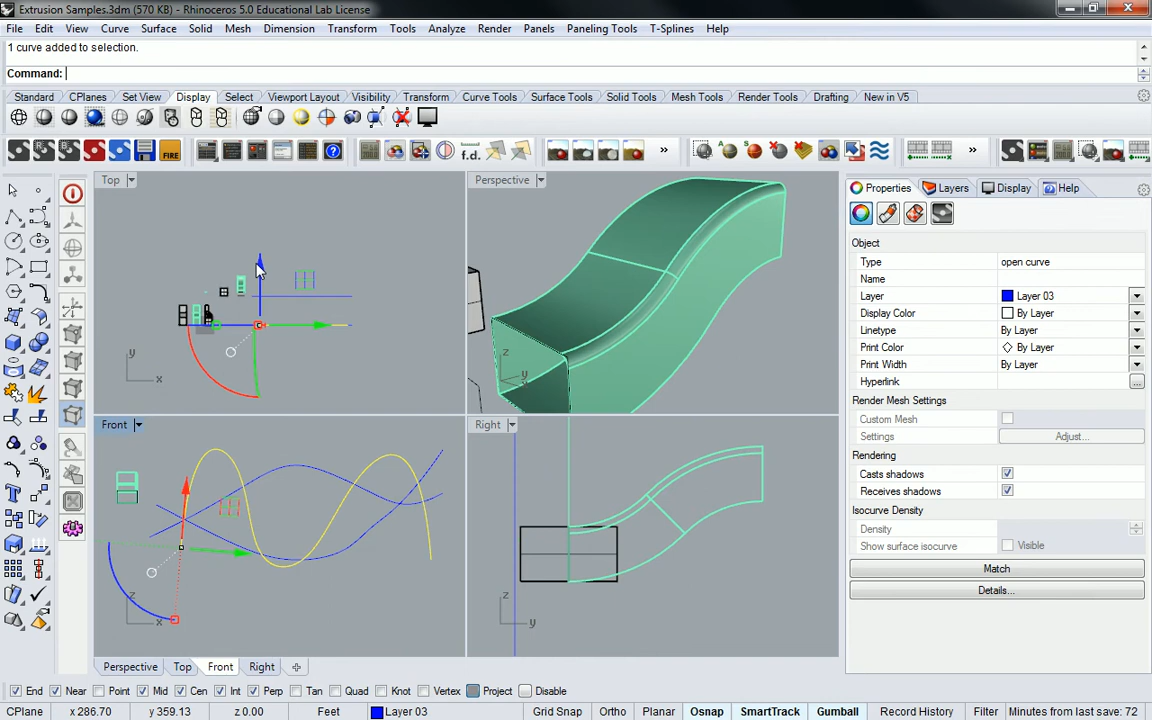 Extrusion Samples.3dm (570 KB) - Rhinoceros 5.0 Educational Lab License
File Edit View Curve Surface Solid Mesh Dimension Transform Tools Analyze Render Panels Paneling Tools T-Splines Help
1 curve added to selection.
Command:
Standard CPlanes Set View Display Select Viewport Layout Visibility Transform Curve Tools Surface Tools Solid Tools Mesh Tools Render Tools Drafting New in V5
FIRE f.d. » »
Top Perspective
Properties Layers Display Help
Object
Type open curve
Name
Layer Layer 03
Display Color By Layer
Linetype By Layer
Print Color By Layer
Print Width By Layer
Hyperlink ...
Render Mesh Settings
Custom Mesh
Settings Adjust...
Rendering
Casts shadows
Receives shadows
Isocurve Density
Density
Show surface isocurve Visible
Match
Details...
y x
z y
Front Right
z x
z y
Perspective Top Front Right
End Near Point Mid Cen Int Perp Tan Quad Knot Vertex Project Disable
CPlane x 286.70 y 359.13 z 0.00 Feet Layer 03 Grid Snap Ortho Planar Osnap SmartTrack Gumball Record History Filter Minutes from last save: 72